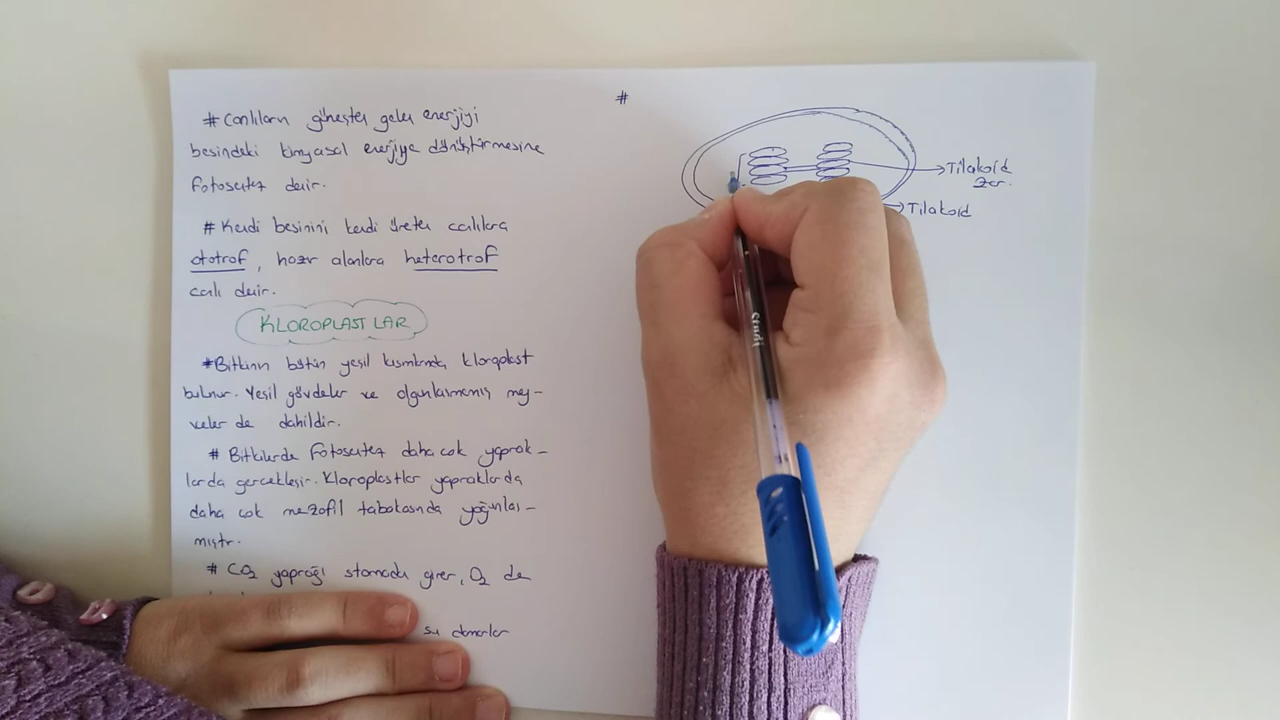 # Canlıların güneşten gelen enerjiyi
besindeki kimyasal enerjiye dönüştürmesine
fotosentez denir.
# Kendi besinini kendi üreten canlılara
ototrof, hazır alanlara heterotrof
canlı denir.
KLOROPLASTLAR
#Bitkinin bütün yeşil kısımlarında kloroplast
bulunur. Yeşil gövdeler ve olgunlaşmamış mey-
veler de dahildir.
# Bitkilerde fotosentez daha çok yaprak-
larda gerçekleşir. Kloroplastlar yapraklarda
daha çok mezofil tabakasında yoğunlaş-
mıştır.
# CO2 yaprağa stomada girer, O2 de
su damarlar
#
Tilakoid
zar.
Tilakoid
studi